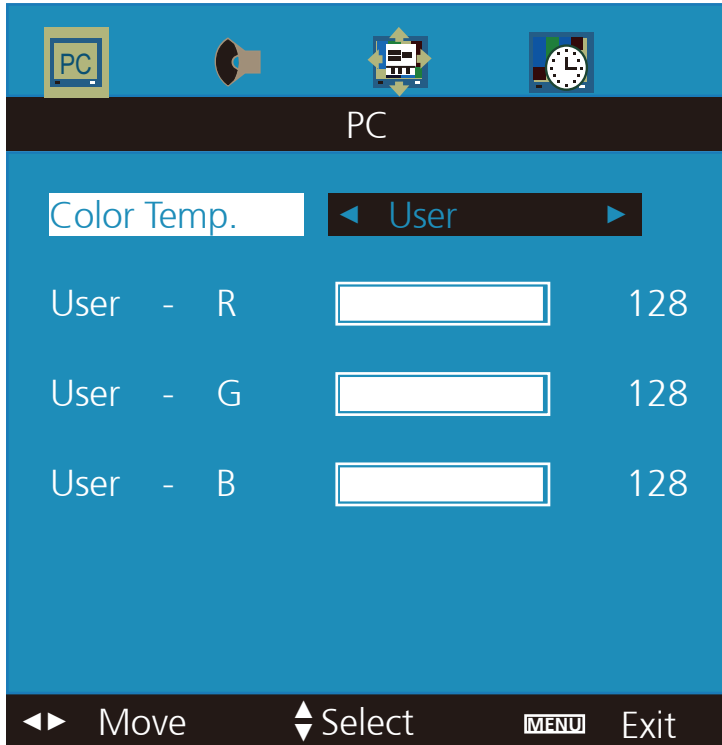 PC
PC
Color Temp. ◄ User ►
User - R 128
User - G 128
User - B 128
◄► Move ▲▼ Select MENU Exit